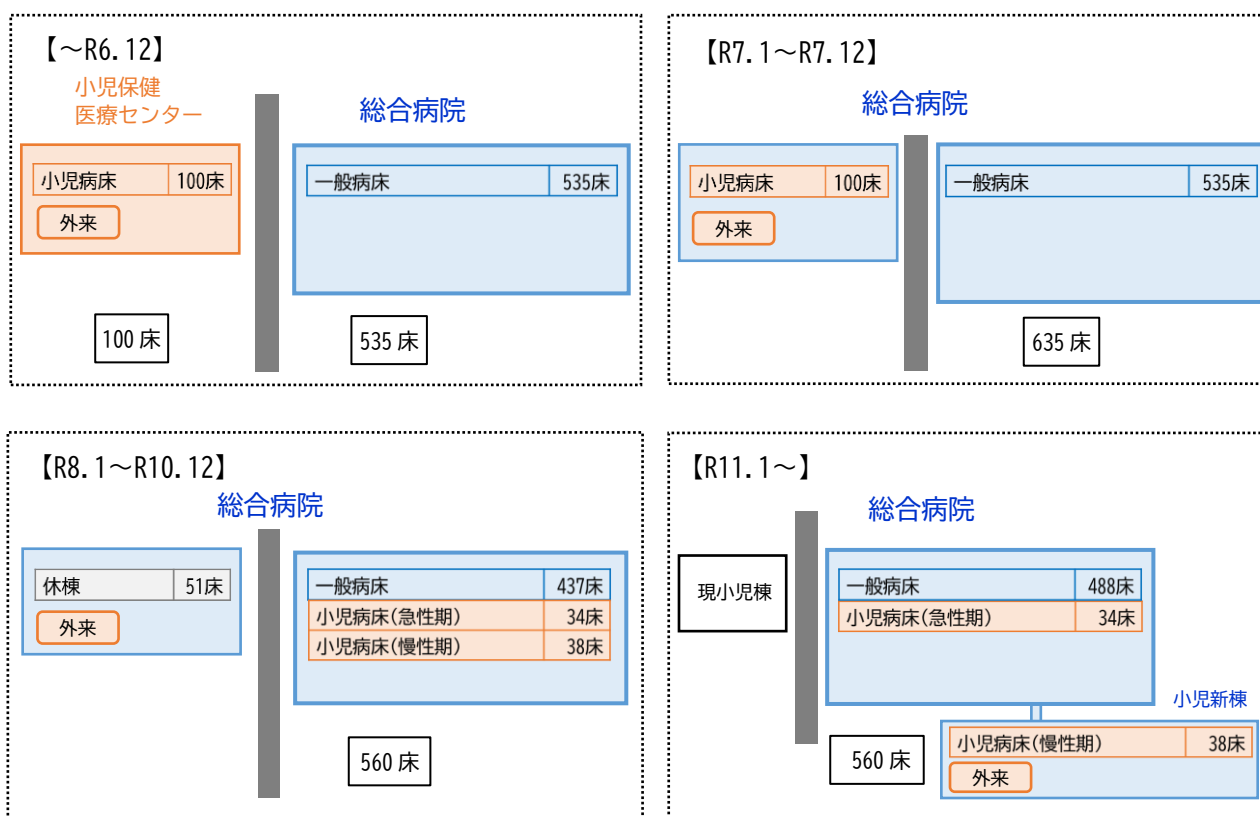 【～R6.12】
小児保健
医療センター
総合病院
小児病床 100床
外来
一般病床 535床
100 床
535 床
【R7.1～R7.12】
総合病院
小児病床 100床
外来
一般病床 535床
635 床
【R8.1～R10.12】
総合病院
休棟 51床
外来
一般病床 437床
小児病床(急性期) 34床
小児病床(慢性期) 38床
560 床
【R11.1～】
総合病院
現小児棟
一般病床 488床
小児病床(急性期) 34床
小児新棟
小児病床(慢性期) 38床
外来
560 床